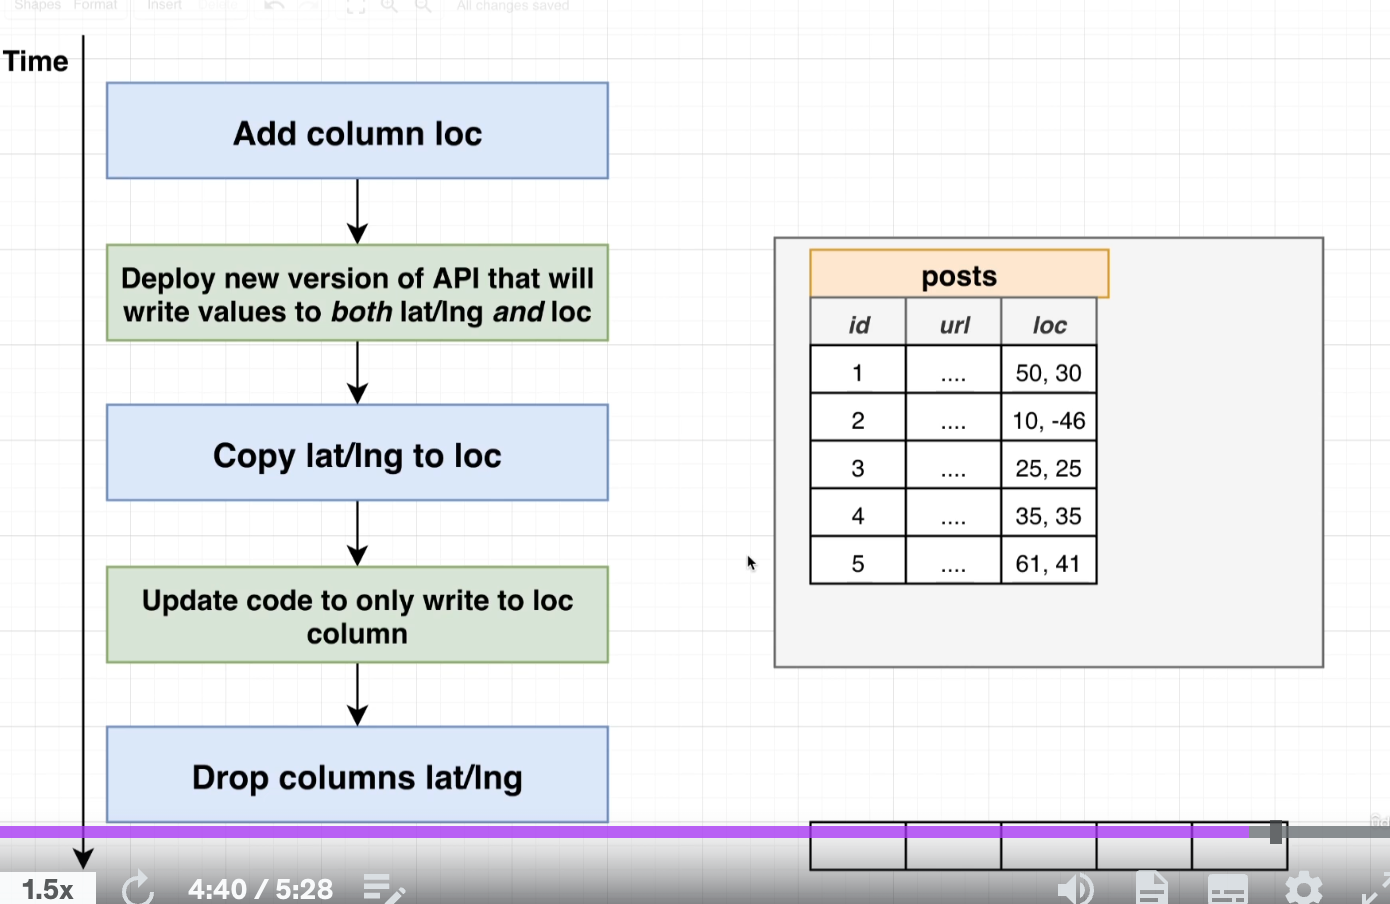 Shapes Format Insert Delete All changes saved
Time
Add column loc
Deploy new version of API that will
write values to both lat/lng and loc
Copy lat/lng to loc
Update code to only write to loc
column
Drop columns lat/lng
posts
id url loc
1 .... 50, 30
2 .... 10, -46
3 .... 25, 25
4 .... 35, 35
5 .... 61, 41
1.5x 4:40 / 5:28